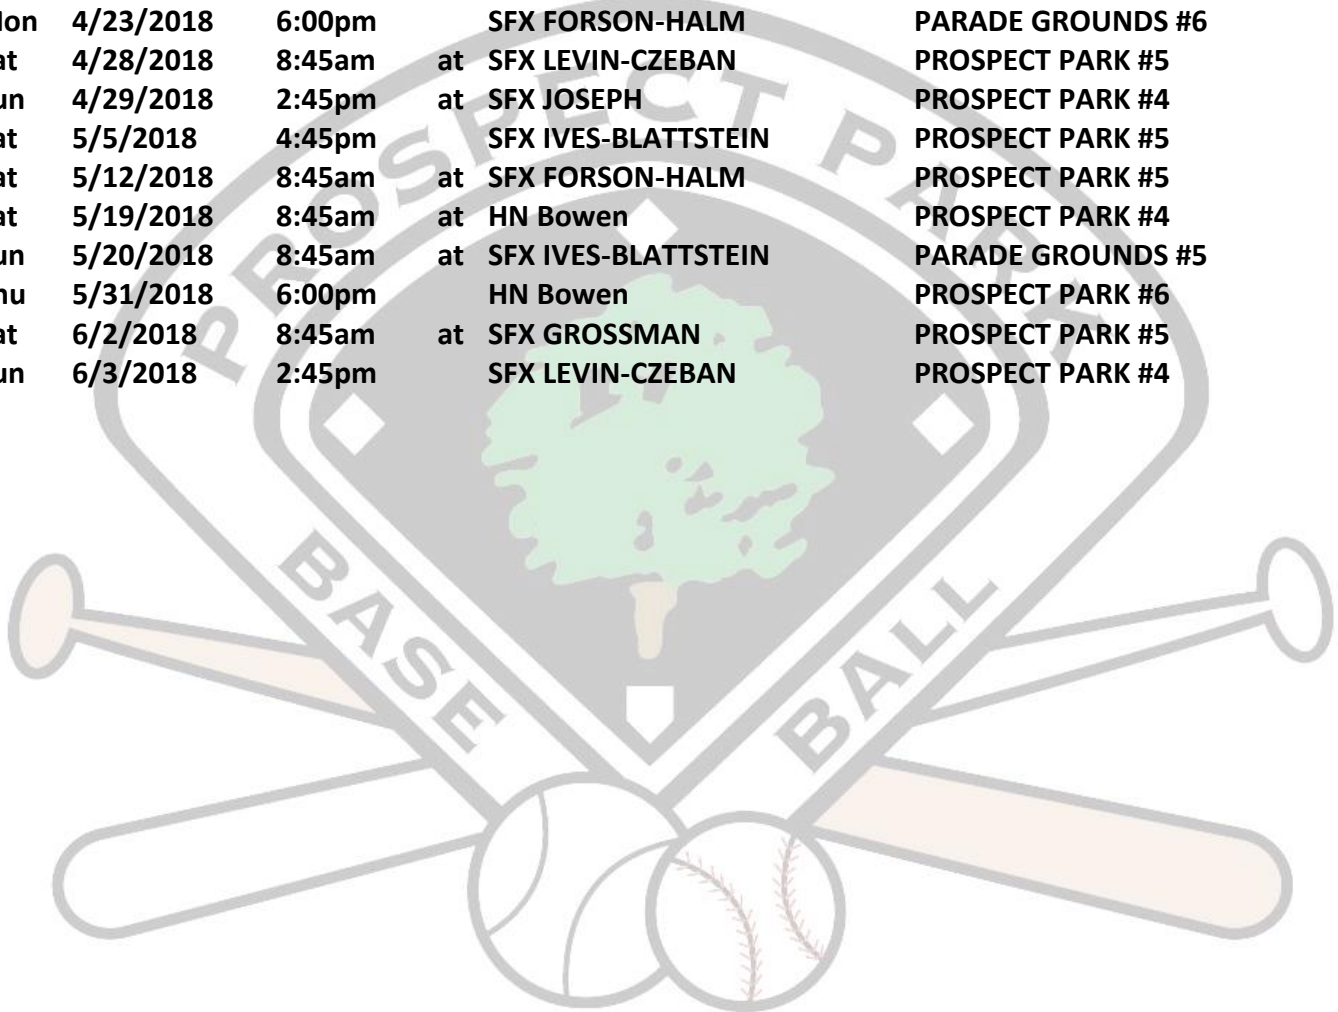 on 4/23/2018 6:00pm SFX FORSON-HALM PARADE GROUNDS #6
at 4/28/2018 8:45am at SFX LEVIN-CZEBAN PROSPECT PARK #5
un 4/29/2018 2:45pm at SFX JOSEPH PROSPECT PARK #4
at 5/5/2018 4:45pm SFX IVES-BLATTSTEIN PROSPECT PARK #5
at 5/12/2018 8:45am at SFX FORSON-HALM PROSPECT PARK #5
at 5/19/2018 8:45am at HN Bowen PROSPECT PARK #4
un 5/20/2018 8:45am at SFX IVES-BLATTSTEIN PARADE GROUNDS #5
hu 5/31/2018 6:00pm HN Bowen PROSPECT PARK #6
at 6/2/2018 8:45am at SFX GROSSMAN PROSPECT PARK #5
un 6/3/2018 2:45pm SFX LEVIN-CZEBAN PROSPECT PARK #4
PROSPECT PARK
BASE BALL